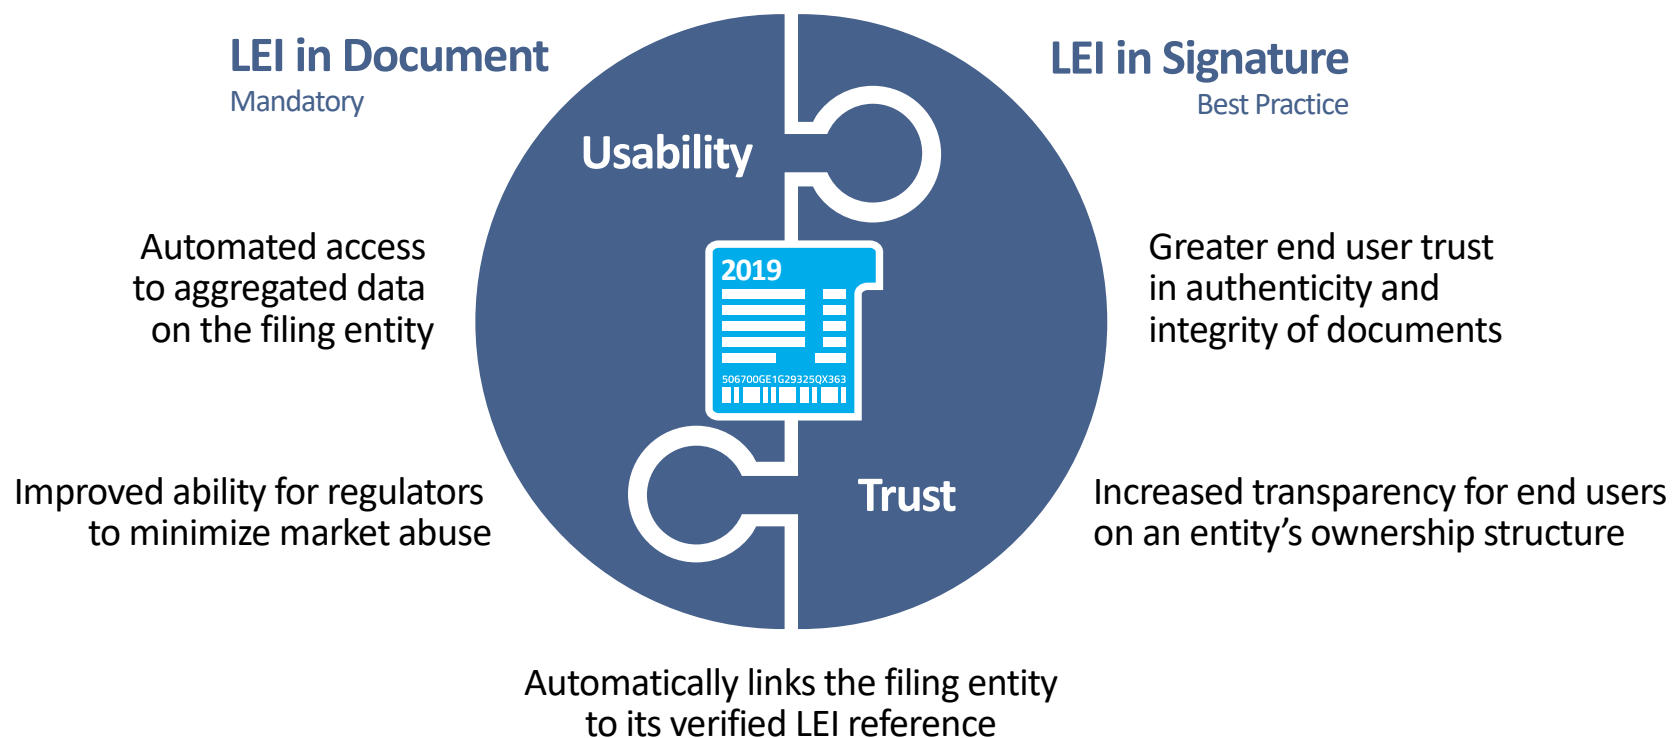 LEI in Document
Mandatory
LEI in Signature
Best Practice
Usability
Automated access
to aggregated data
on the filing entity
2019
506700GE1G29325QX363
Greater end user trust
in authenticity and
integrity of documents
Improved ability for regulators
to minimize market abuse
Trust
Increased transparency for end users
on an entity’s ownership structure
Automatically links the filing entity
to its verified LEI reference